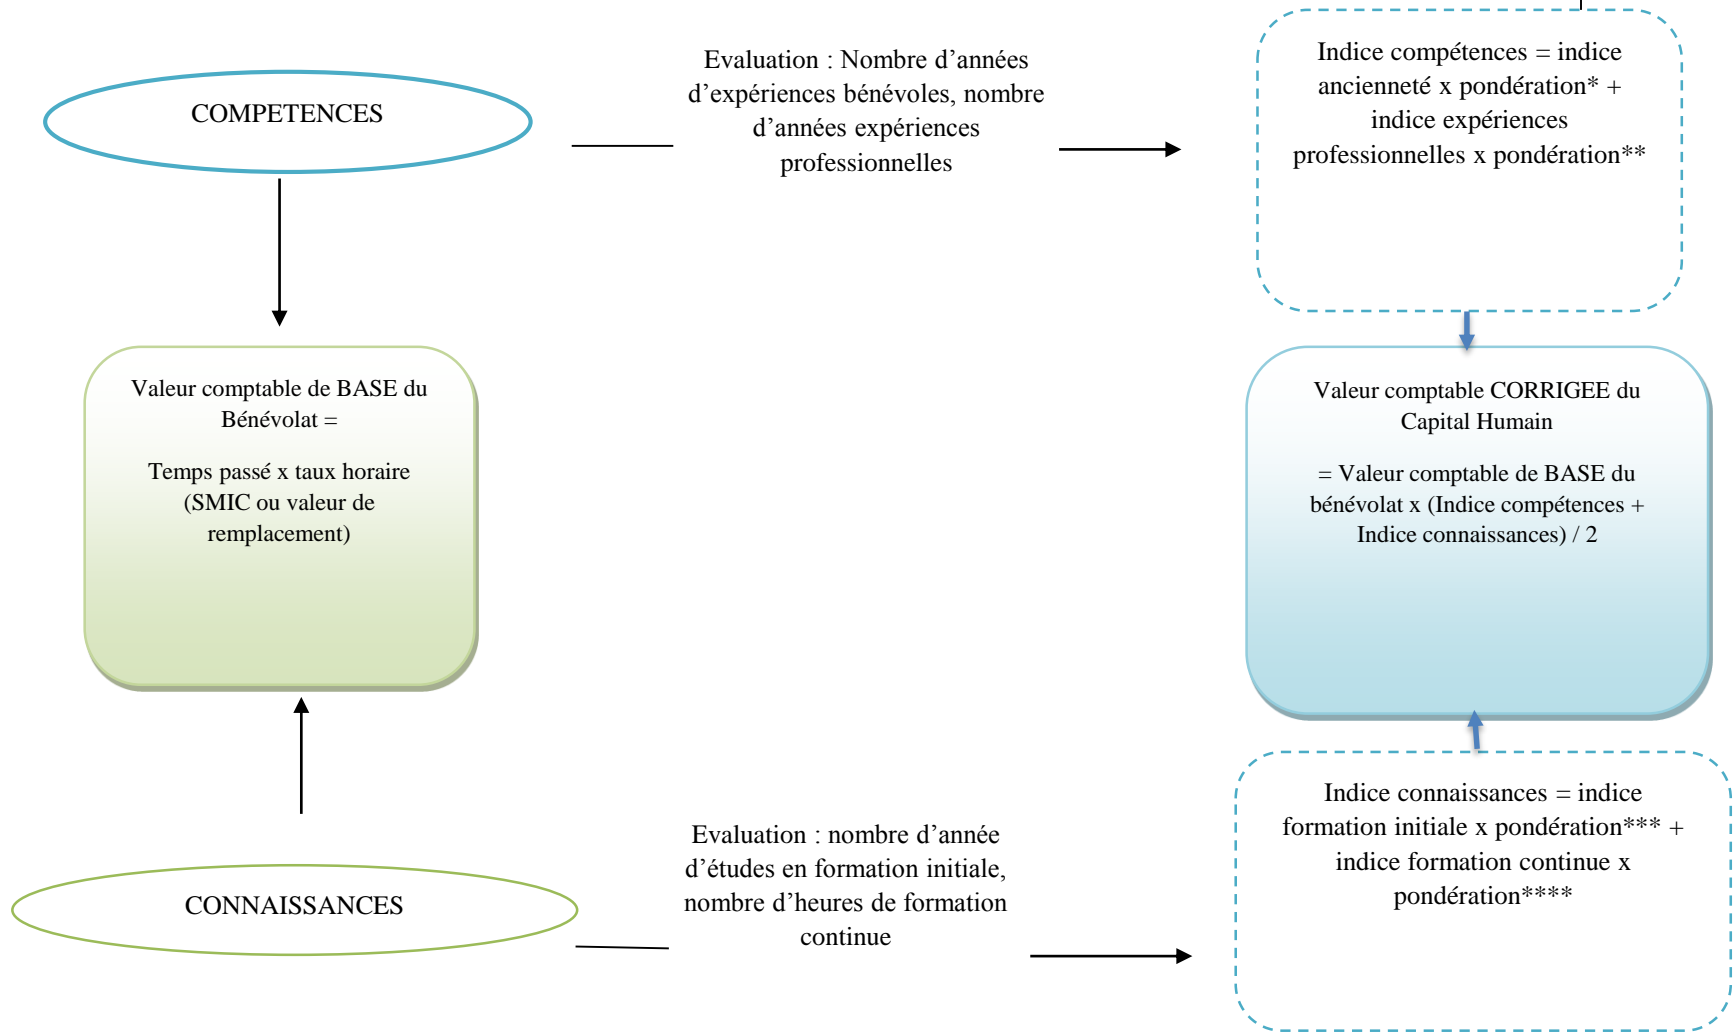 COMPETENCES
Evaluation : Nombre d’années
d’expériences bénévoles, nombre
d’années expériences
professionnelles
Indice compétences = indice
ancienneté x pondération* +
indice expériences
professionnelles x pondération**
Valeur comptable de BASE du
Bénévolat =
Temps passé x taux horaire
(SMIC ou valeur de
remplacement)
Valeur comptable CORRIGEE du
Capital Humain
= Valeur comptable de BASE du
bénévolat x (Indice compétences +
Indice connaissances) / 2
CONNAISSANCES
Evaluation : nombre d’année
d’études en formation initiale,
nombre d’heures de formation
continue
Indice connaissances = indice
formation initiale x pondération*** +
indice formation continue x
pondération****